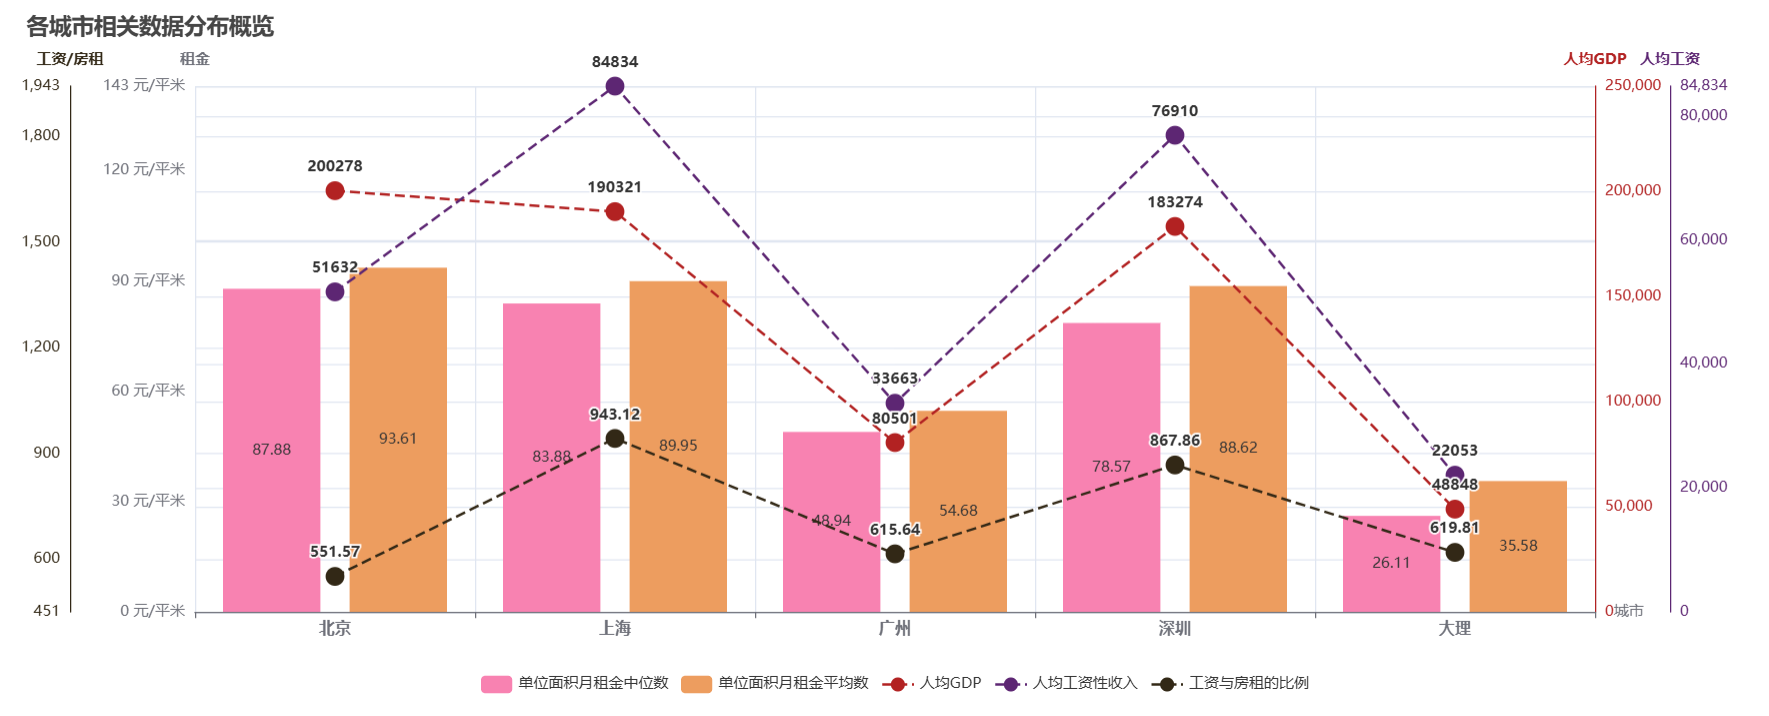 各城市相关数据分布概览
工资/房租 租金 人均GDP 人均工资
84834
1,943 143 元/平米 250,000 84,834
76910 80,000
1,800
200278 120 元/平米
190321 200,000
183274
1,500 60,000
51632
90 元/平米 150,000
1,200
40,000
33663
60 元/平米 100,000
943.12 80501
93.61 867.86
87.88 83.88 89.95 78.57 88.62 22053
900
48848 20,000
30 元/平米 50,000
48.94 54.68
615.64 619.81
551.57 26.11 35.58
600
451 0 元/平米 0 城市 0
北京 上海 广州 深圳 大理
单位面积月租金中位数 单位面积月租金平均数 人均GDP 人均工资性收入 工资与房租的比例